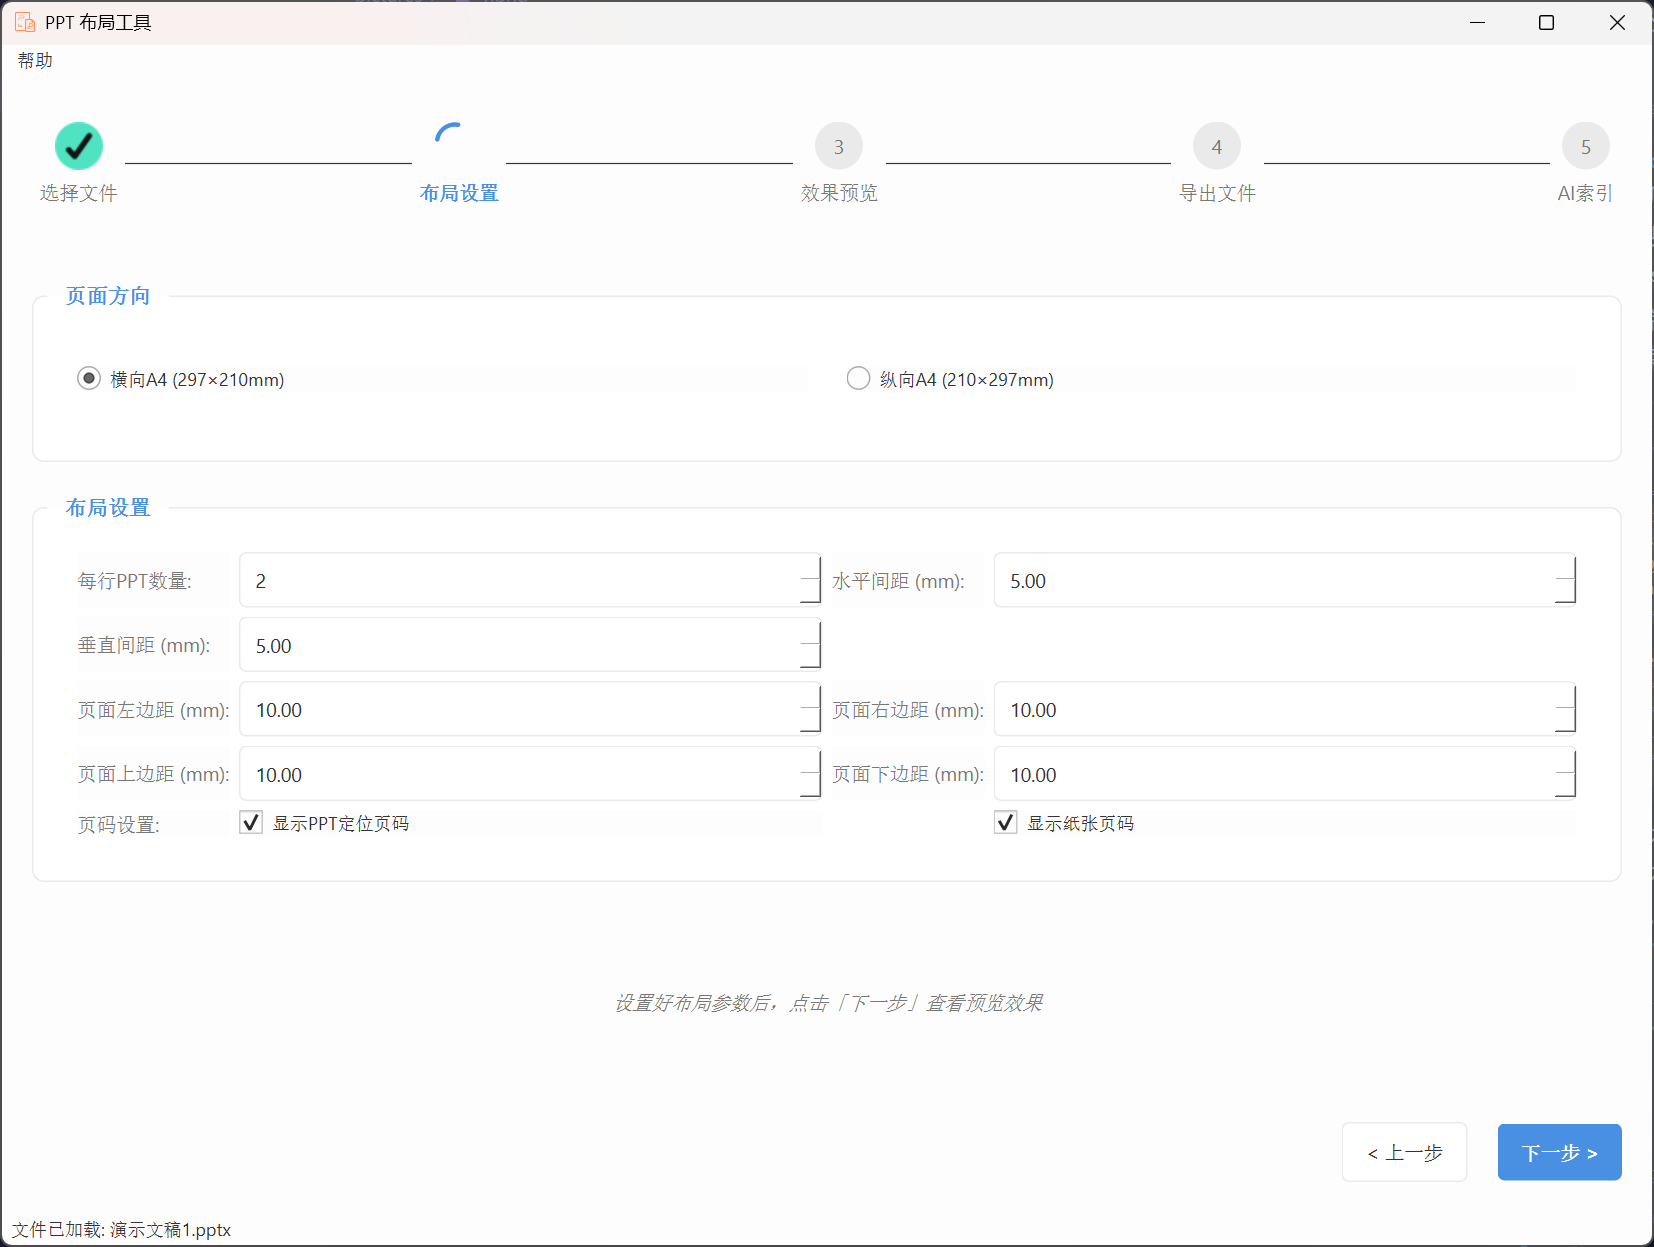 PPT 布局工具
帮助
3
4
5
选择文件
布局设置
效果预览
导出文件
AI索引
页面方向
横向A4 (297×210mm)
纵向A4 (210×297mm)
布局设置
每行PPT数量:
2
水平间距 (mm):
5.00
垂直间距 (mm):
5.00
页面左边距 (mm):
10.00
页面右边距 (mm):
10.00
页面上边距 (mm):
10.00
页面下边距 (mm):
10.00
页码设置:
显示PPT定位页码
显示纸张页码
设置好布局参数后，点击「下一步」查看预览效果
< 上一步
下一步 >
文件已加载: 演示文稿1.pptx